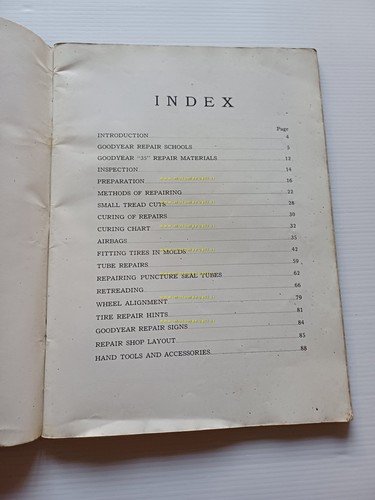 INDEX
Page
INTRODUCTION 4
GOODYEAR REPAIR SCHOOLS 5
GOODYEAR "35" REPAIR MATERIALS 12
INSPECTION 14
PREPARATION 16
METHODS OF REPAIRING 22
SMALL TREAD CUTS 28
CURING OF REPAIRS 30
CURING CHART 32
AIRBAGS 35
FITTING TIRES IN MOLDS 42
TUBE REPAIRS 59
REPAIRING PUNCTURE SEAL TUBES 62
RETREADING 66
WHEEL ALIGNMENT 79
TIRE REPAIR HINTS 81
GOODYEAR REPAIR SIGNS 84
REPAIR SHOP LAYOUT 85
HAND TOOLS AND ACCESSORIES 88